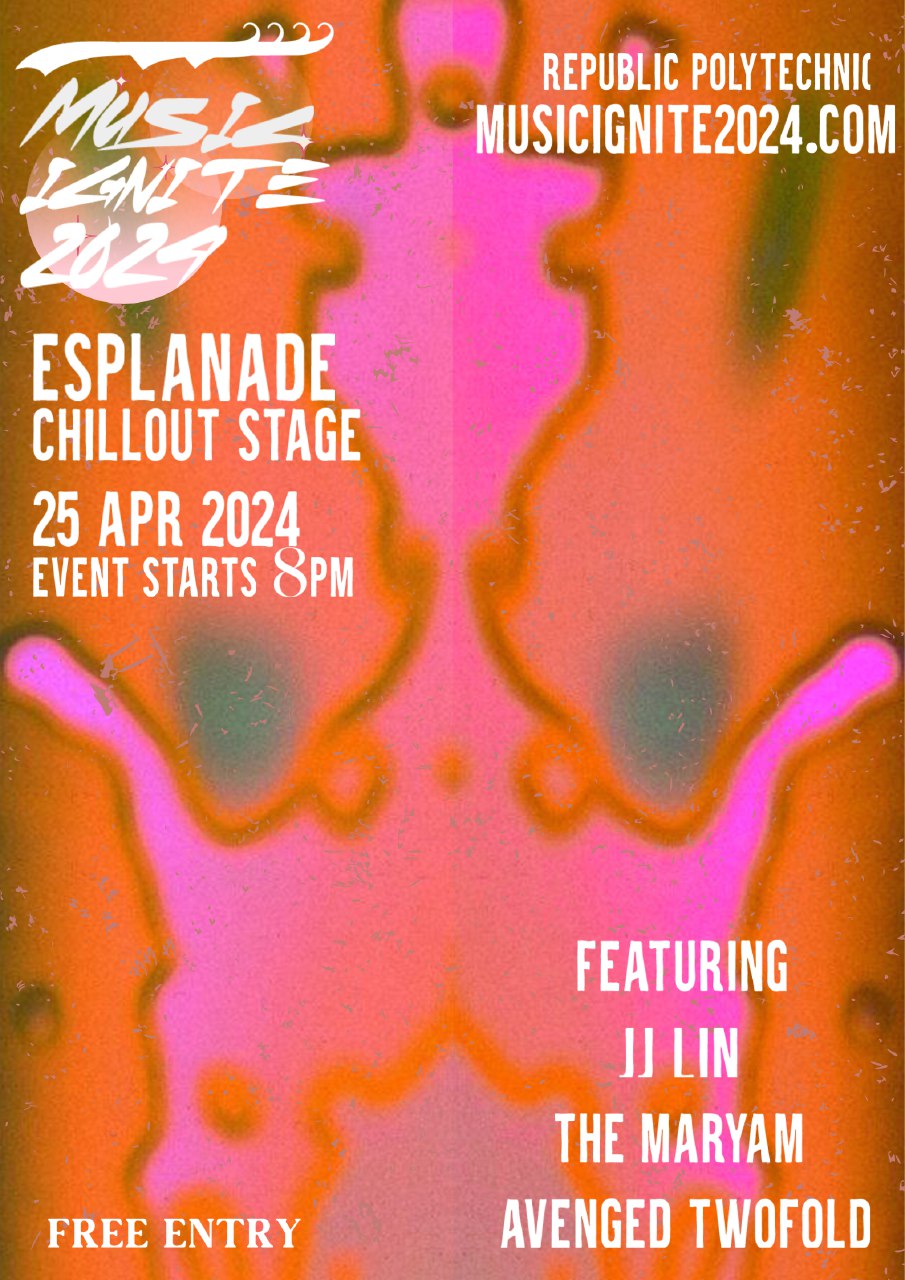 MUSIC
IGNITE
2024
REPUBLIC POLYTECHNIC
MUSICIGNITE2024.COM
ESPLANADE
CHILLOUT STAGE
25 APR 2024
EVENT STARTS 8PM
FEATURING
JJ LIN
THE MARYAM
AVENGED TWOFOLD
FREE ENTRY